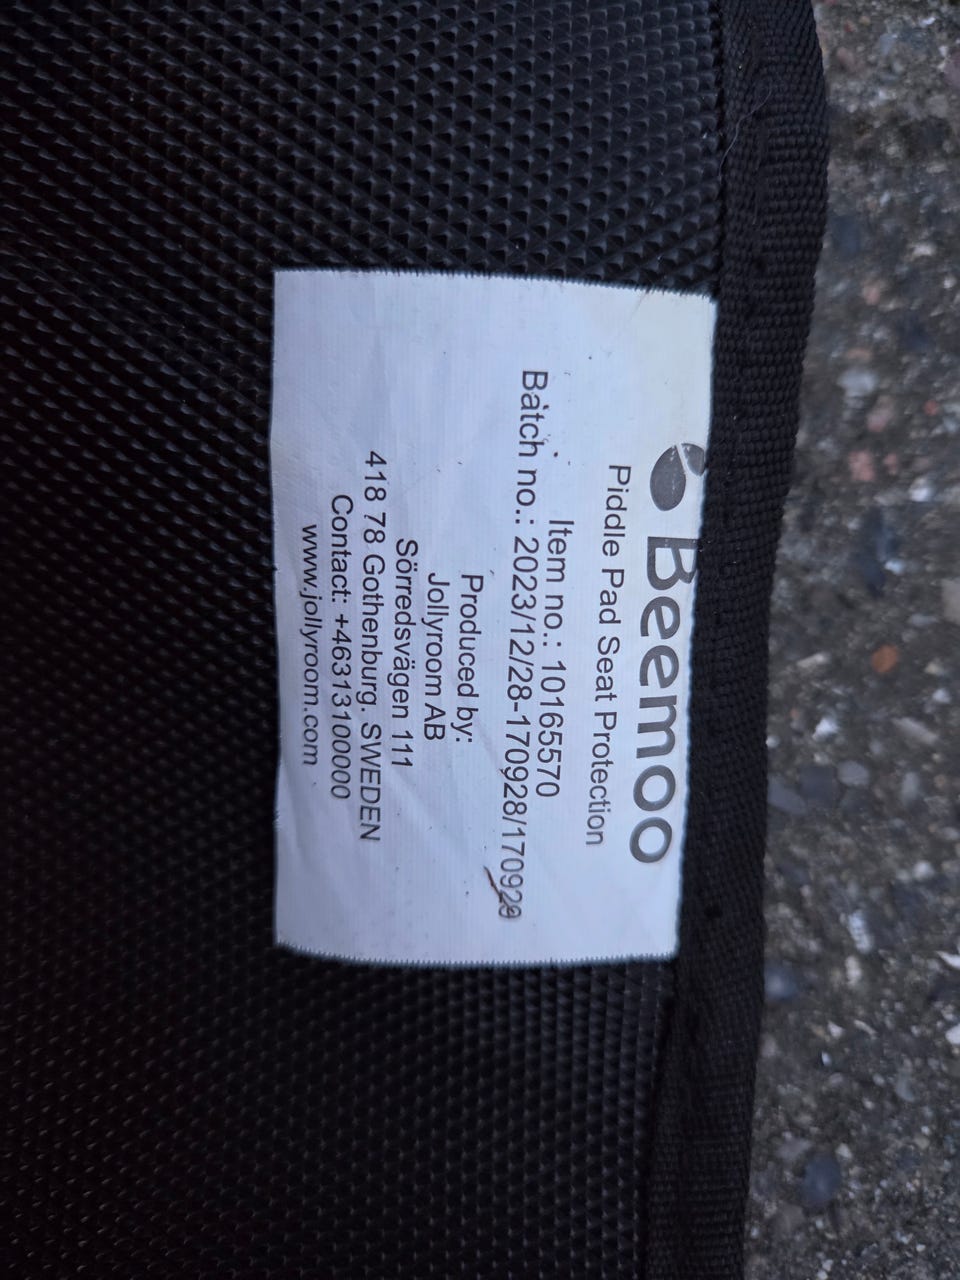 Beemoo
Piddle Pad Seat Protection
Item no.: 10165570
Batch no.: 2023/12/28-170928/170929
Produced by:
Jollyroom AB
Sörredsvägen 111
418 78 Gothenburg. SWEDEN
Contact: +46313100000
www.jollyroom.com